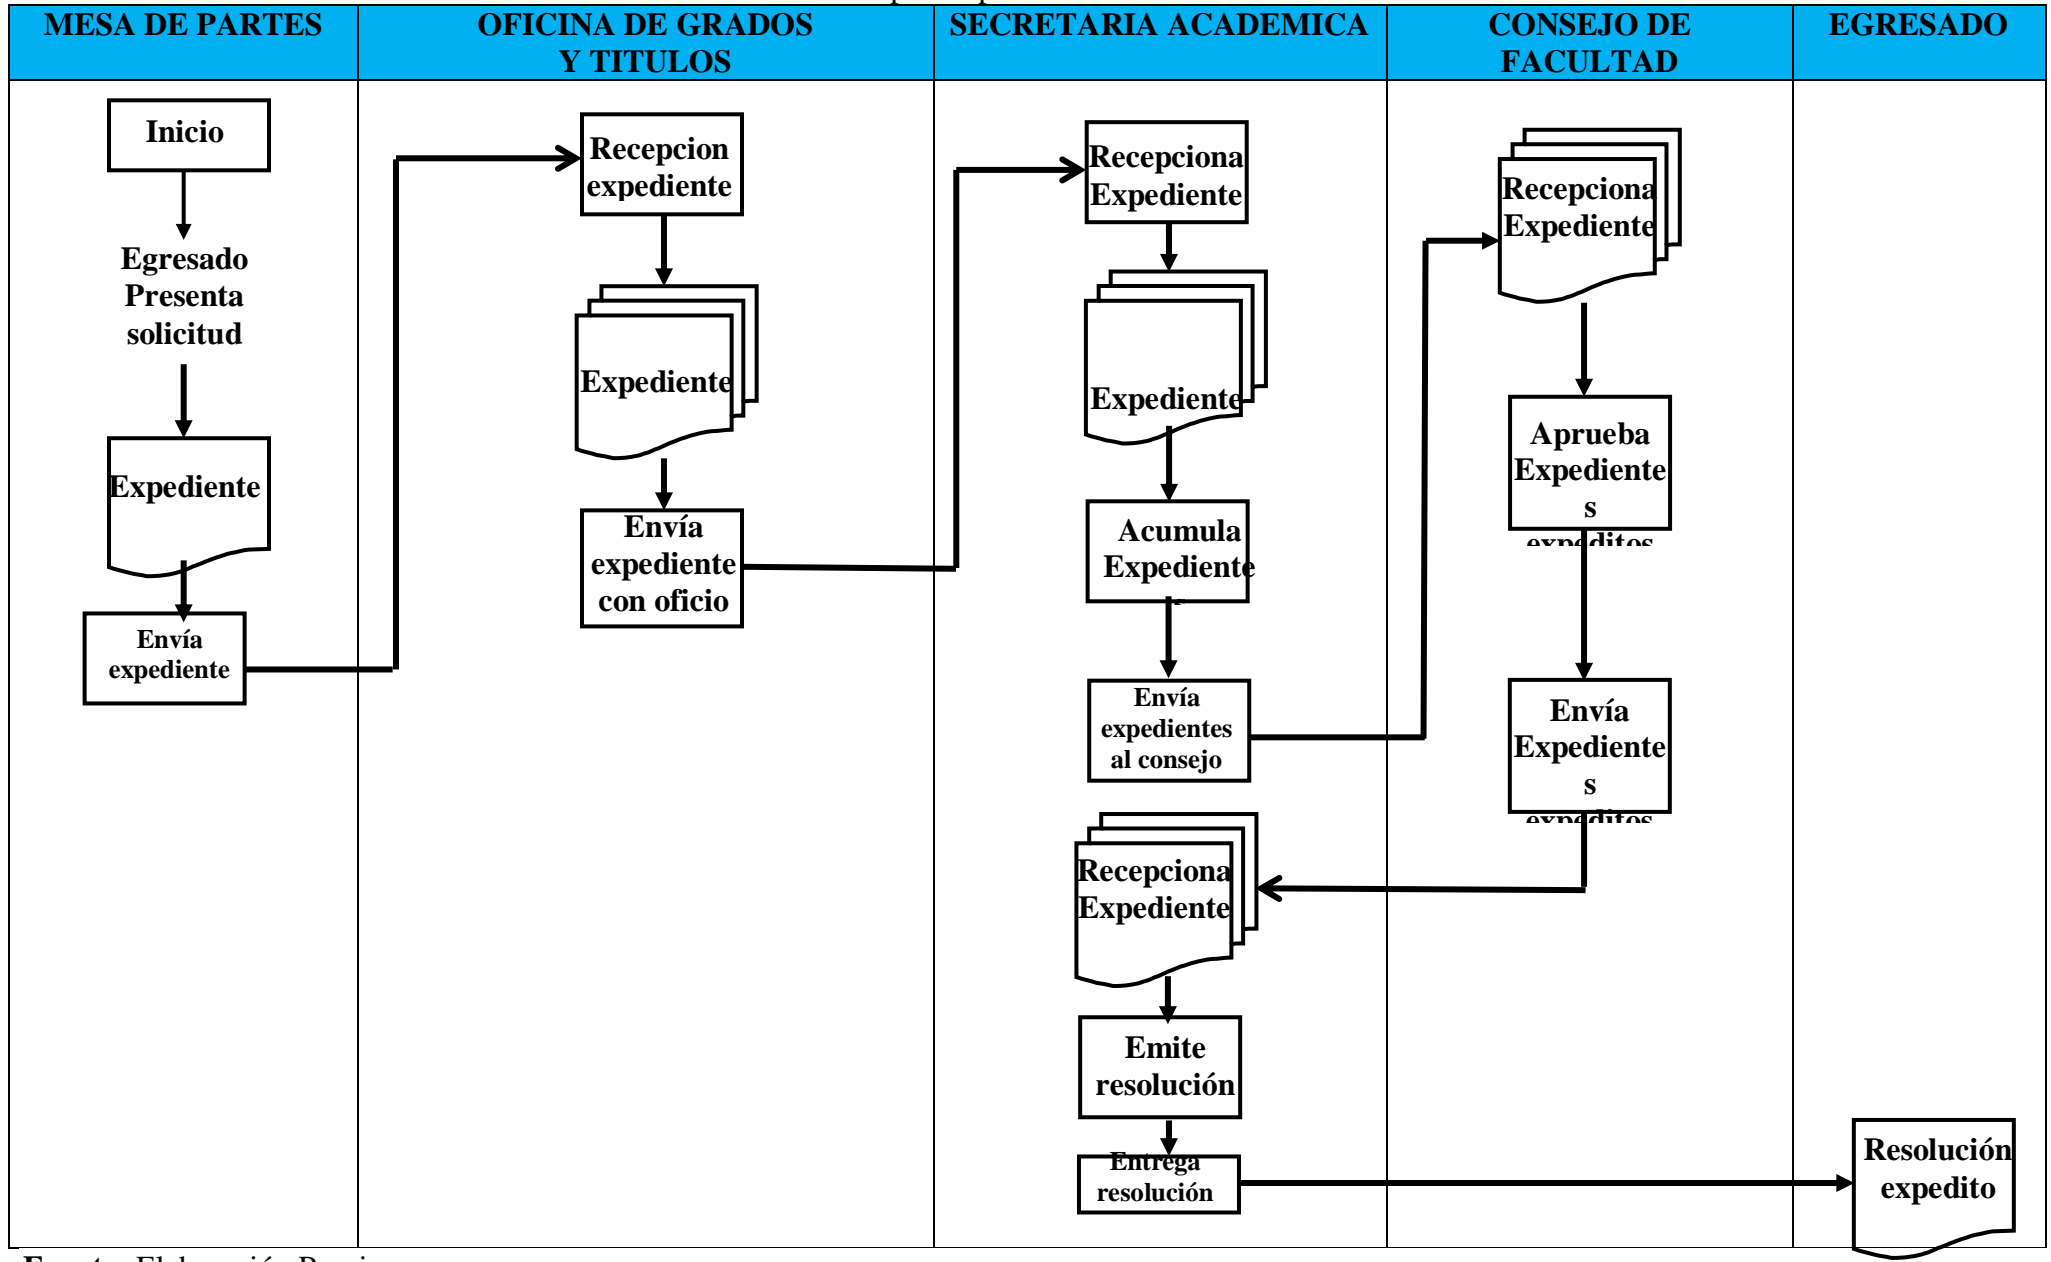 MESA DE PARTES
OFICINA DE GRADOS
Y TITULOS
SECRETARIA ACADEMICA
CONSEJO DE
FACULTAD
EGRESADO
Inicio
Egresado
Presenta
solicitud
Expediente
Envía
expediente
Recepcion
expediente
Expediente
Envía
expediente
con oficio
Recepciona
Expediente
Expediente
Acumula
Expediente
Envía
expedientes
al consejo
Recepciona
Expediente
Emite
resolución
Entrega
resolución
Recepciona
Expediente
Aprueba
Expediente
s
expeditos
Envía
Expediente
s
expeditos
Resolución
expedito